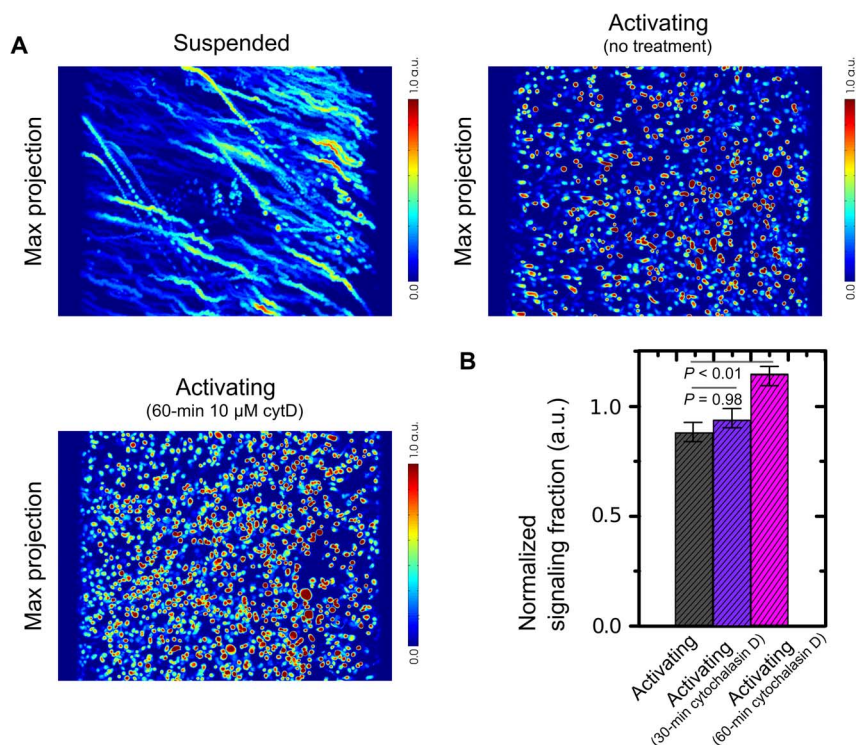 A
Suspended
Max projection
1.0 a.u.
0.0
Activating
(no treatment)
Max projection
1.0 a.u.
0.0
Activating
(60-min 10 μM cytD)
Max projection
1.0 a.u.
0.0
B
Normalized
signaling fraction (a.u.)
1.0
0.5
0.0
P < 0.01
P = 0.98
Activating
Activating
(30-min cytochalasin D)
Activating
(60-min cytochalasin D)